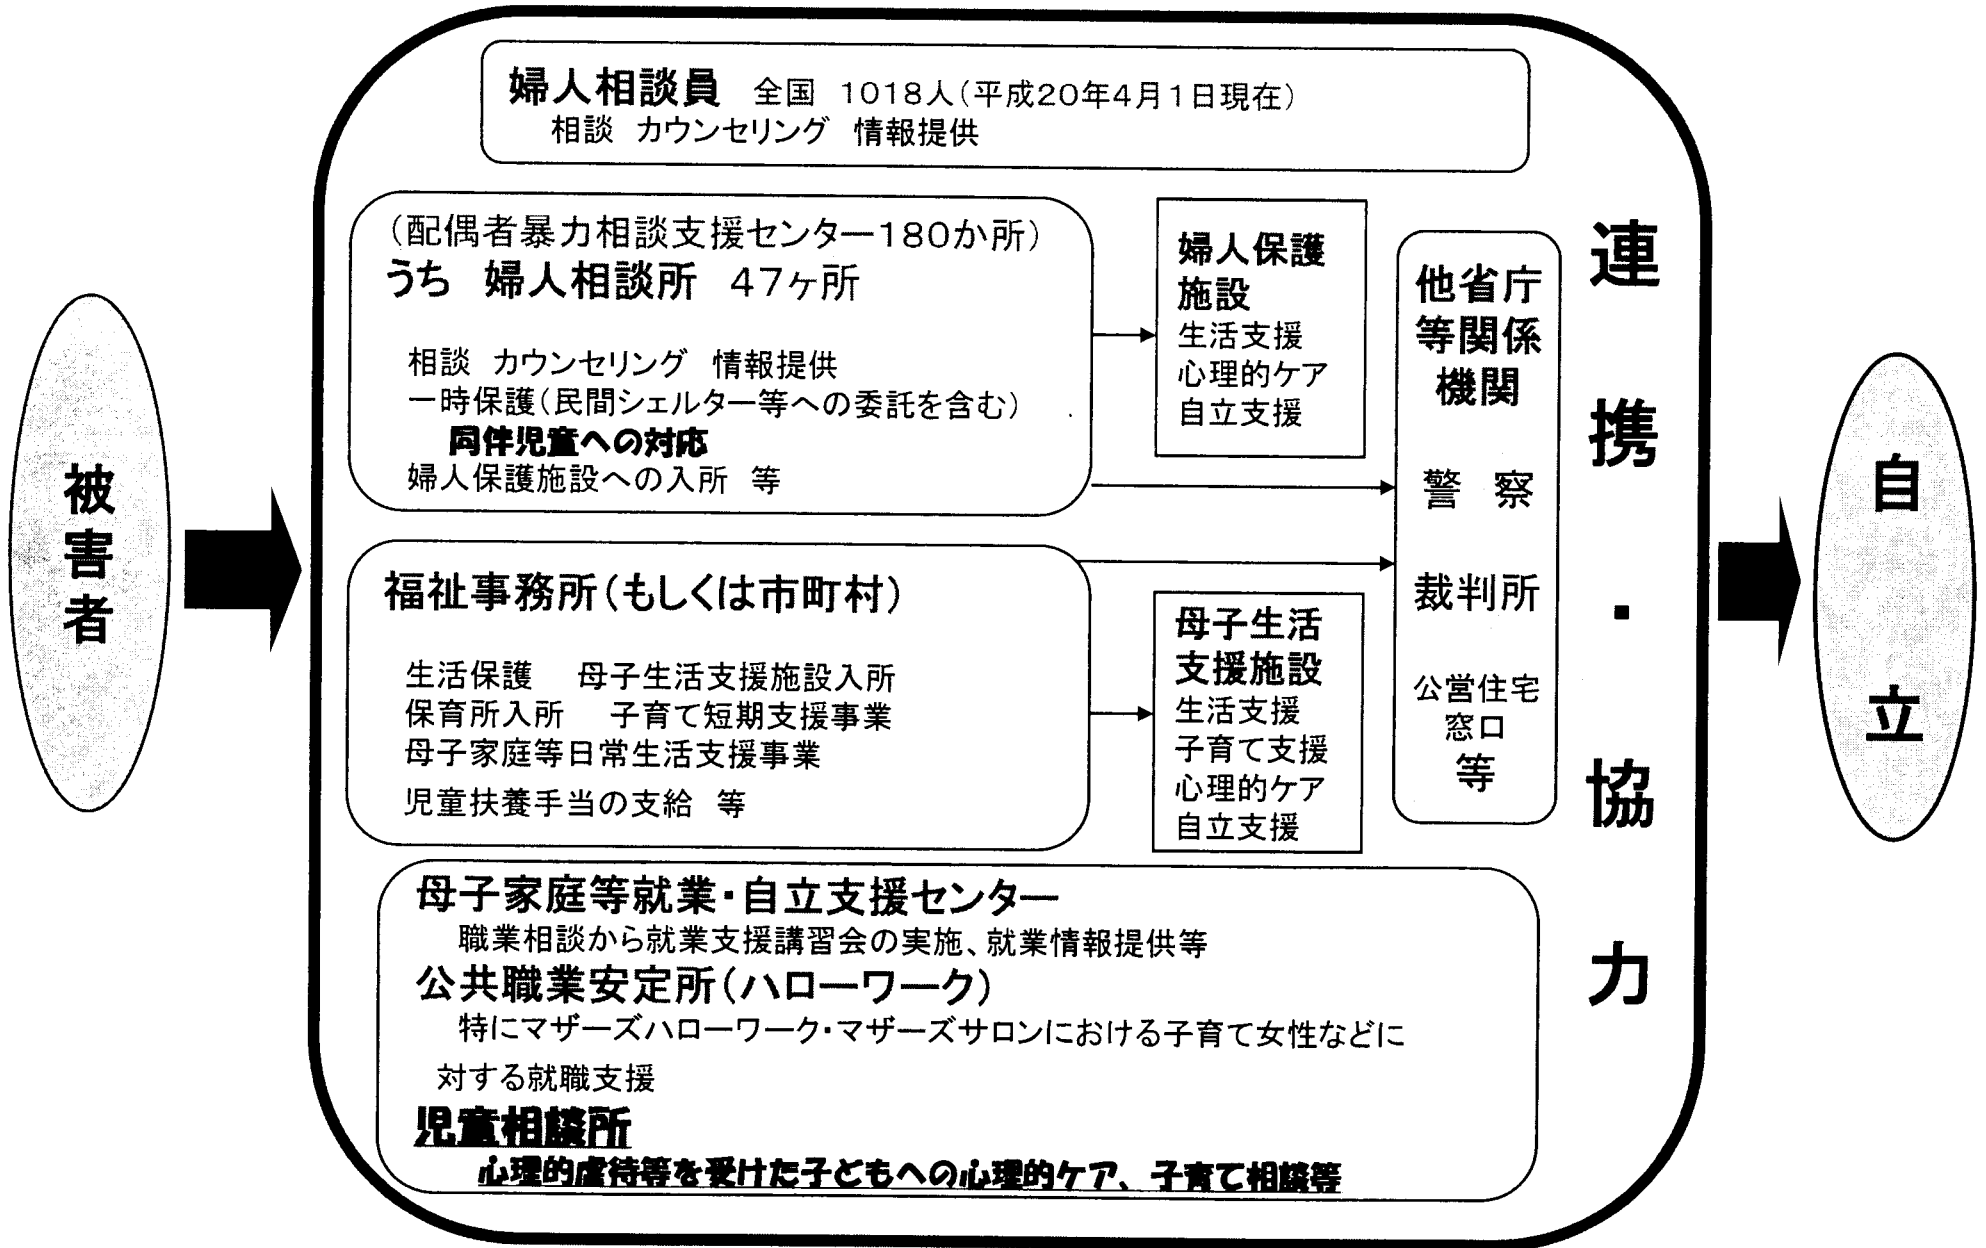 婦人相談員 全国 1018人(平成20年4月1日現在)
相談 カウンセリング 情報提供
(配偶者暴力相談支援センター180か所)
うち 婦人相談所 47ヶ所
相談 カウンセリング 情報提供
一時保護(民間シェルター等への委託を含む)
同伴児童への対応
婦人保護施設への入所 等
婦人保護
施設
生活支援
心理的ケア
自立支援
福祉事務所(もしくは市町村)
生活保護 母子生活支援施設入所
保育所入所 子育て短期支援事業
母子家庭等日常生活支援事業
児童扶養手当の支給 等
母子生活
支援施設
生活支援
子育て支援
心理的ケア
自立支援
他省庁
等関係
機関
警 察
裁判所
公営住宅
窓口
等
母子家庭等就業・自立支援センター
職業相談から就業支援講習会の実施、就業情報提供等
公共職業安定所(ハローワーク)
特にマザーズハローワーク・マザーズサロンにおける子育て女性などに
対する就職支援
児童相談所
心理的虐待等を受けた子どもへの心理的ケア、子育て相談等
連携・協力
被害者
自立